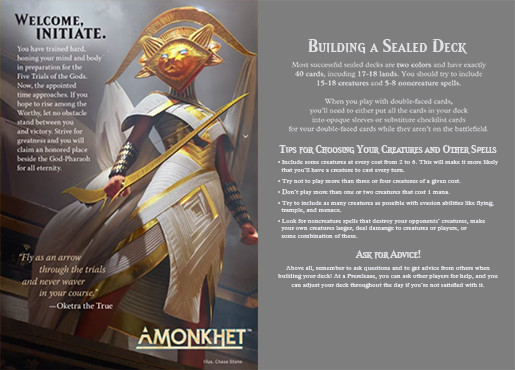 WELCOME,
INITIATE.
You have trained hard,
honing your mind and body
in preparation for the
Five Trials of the Gods.
Now, the appointed
time approaches. If you
hope to rise among the
Worthy, let no obstacle
stand between you
and victory. Strive for
greatness and you will
claim an honored place
beside the God-Pharaoh
for all eternity.
"Fly as an arrow
through the trials
and never waver
in your course."
—Oketra the True
AMONKHET™
Illus. Chase Stone
BUILDING A SEALED DECK
Most successful sealed decks are two colors and have exactly
40 cards, incuding 17-18 lands. You should try to include
15-18 creatures and 5-8 noncreature spells.
When you play with double-faced cards,
you'll need to either put all the cards in your deck
into opaque sleeves or substitute checklist cards
for your double-faced cards while they aren't on the battlefield.
TIPS FOR CHOOSING YOUR CREATURES AND OTHER SPELLS
• Include some creatures at every cost from 2 to 6. This will make it more likely
that you'll have a creature to cast every turn.
• Try not to play more than three or four creatures of a given cost.
• Don't play more than one or two creatures that cost 1 mana.
• Try to include as many creatures as possible with evasion abilities like flying,
trample, and menace.
• Look for noncreature spells that destroy your opponents' creatures, make
your own creatures larger, deal damage to creatures or players, or
some combination of these.
ASK FOR ADVICE!
Above all, remember to ask questions and to get advice from others when
building your deck! At a Prerelease, you can ask other players for help, and you
can adjust your deck throughout the day if you're not satisfied with it.